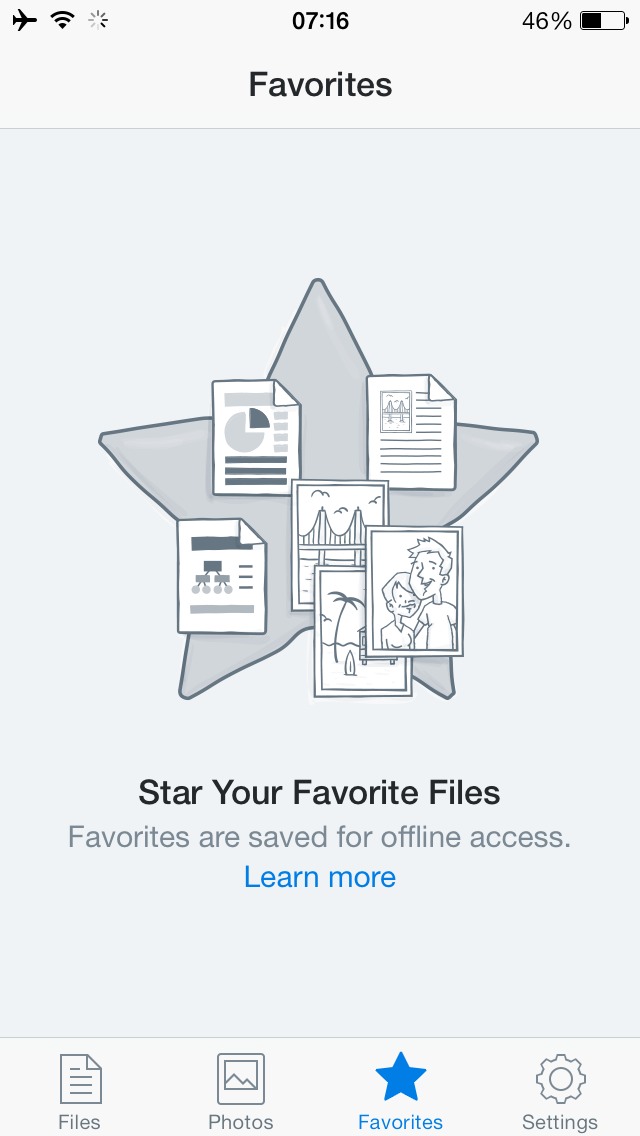 07:16
46%
Favorites
Star Your Favorite Files
Favorites are saved for offline access.
Learn more
Files
Photos
Favorites
Settings